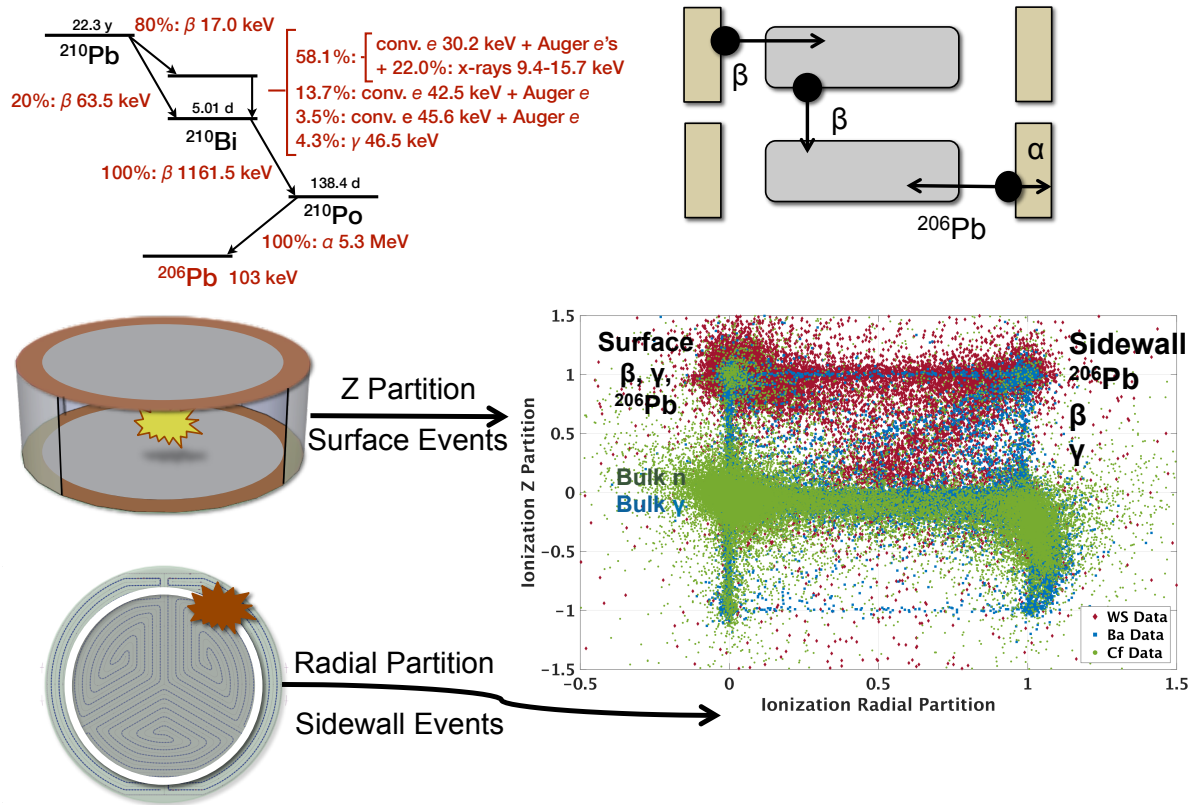 22.3 y
80%: β 17.0 keV
²¹⁰Pb
58.1%:
conv. e 30.2 keV + Auger e's
+ 22.0%: x-rays 9.4-15.7 keV
13.7%: conv. e 42.5 keV + Auger e
3.5%: conv. e 45.6 keV + Auger e
4.3%: γ 46.5 keV
20%: β 63.5 keV
5.01 d
²¹⁰Bi
100%: β 1161.5 keV
138.4 d
²¹⁰Po
100%: α 5.3 MeV
²⁰⁶Pb 103 keV
β
β
α
²⁰⁶Pb
Z Partition
Surface Events
Radial Partition
Sidewall Events
Surface
β, γ,
²⁰⁶Pb
Sidewall
²⁰⁶Pb
β
γ
Bulk n
Bulk γ
Ionization Z Partition
1.5
1
0.5
0
-0.5
-1
-1.5
WS Data
Ba Data
Cf Data
-0.5 0 0.5 1 1.5
Ionization Radial Partition